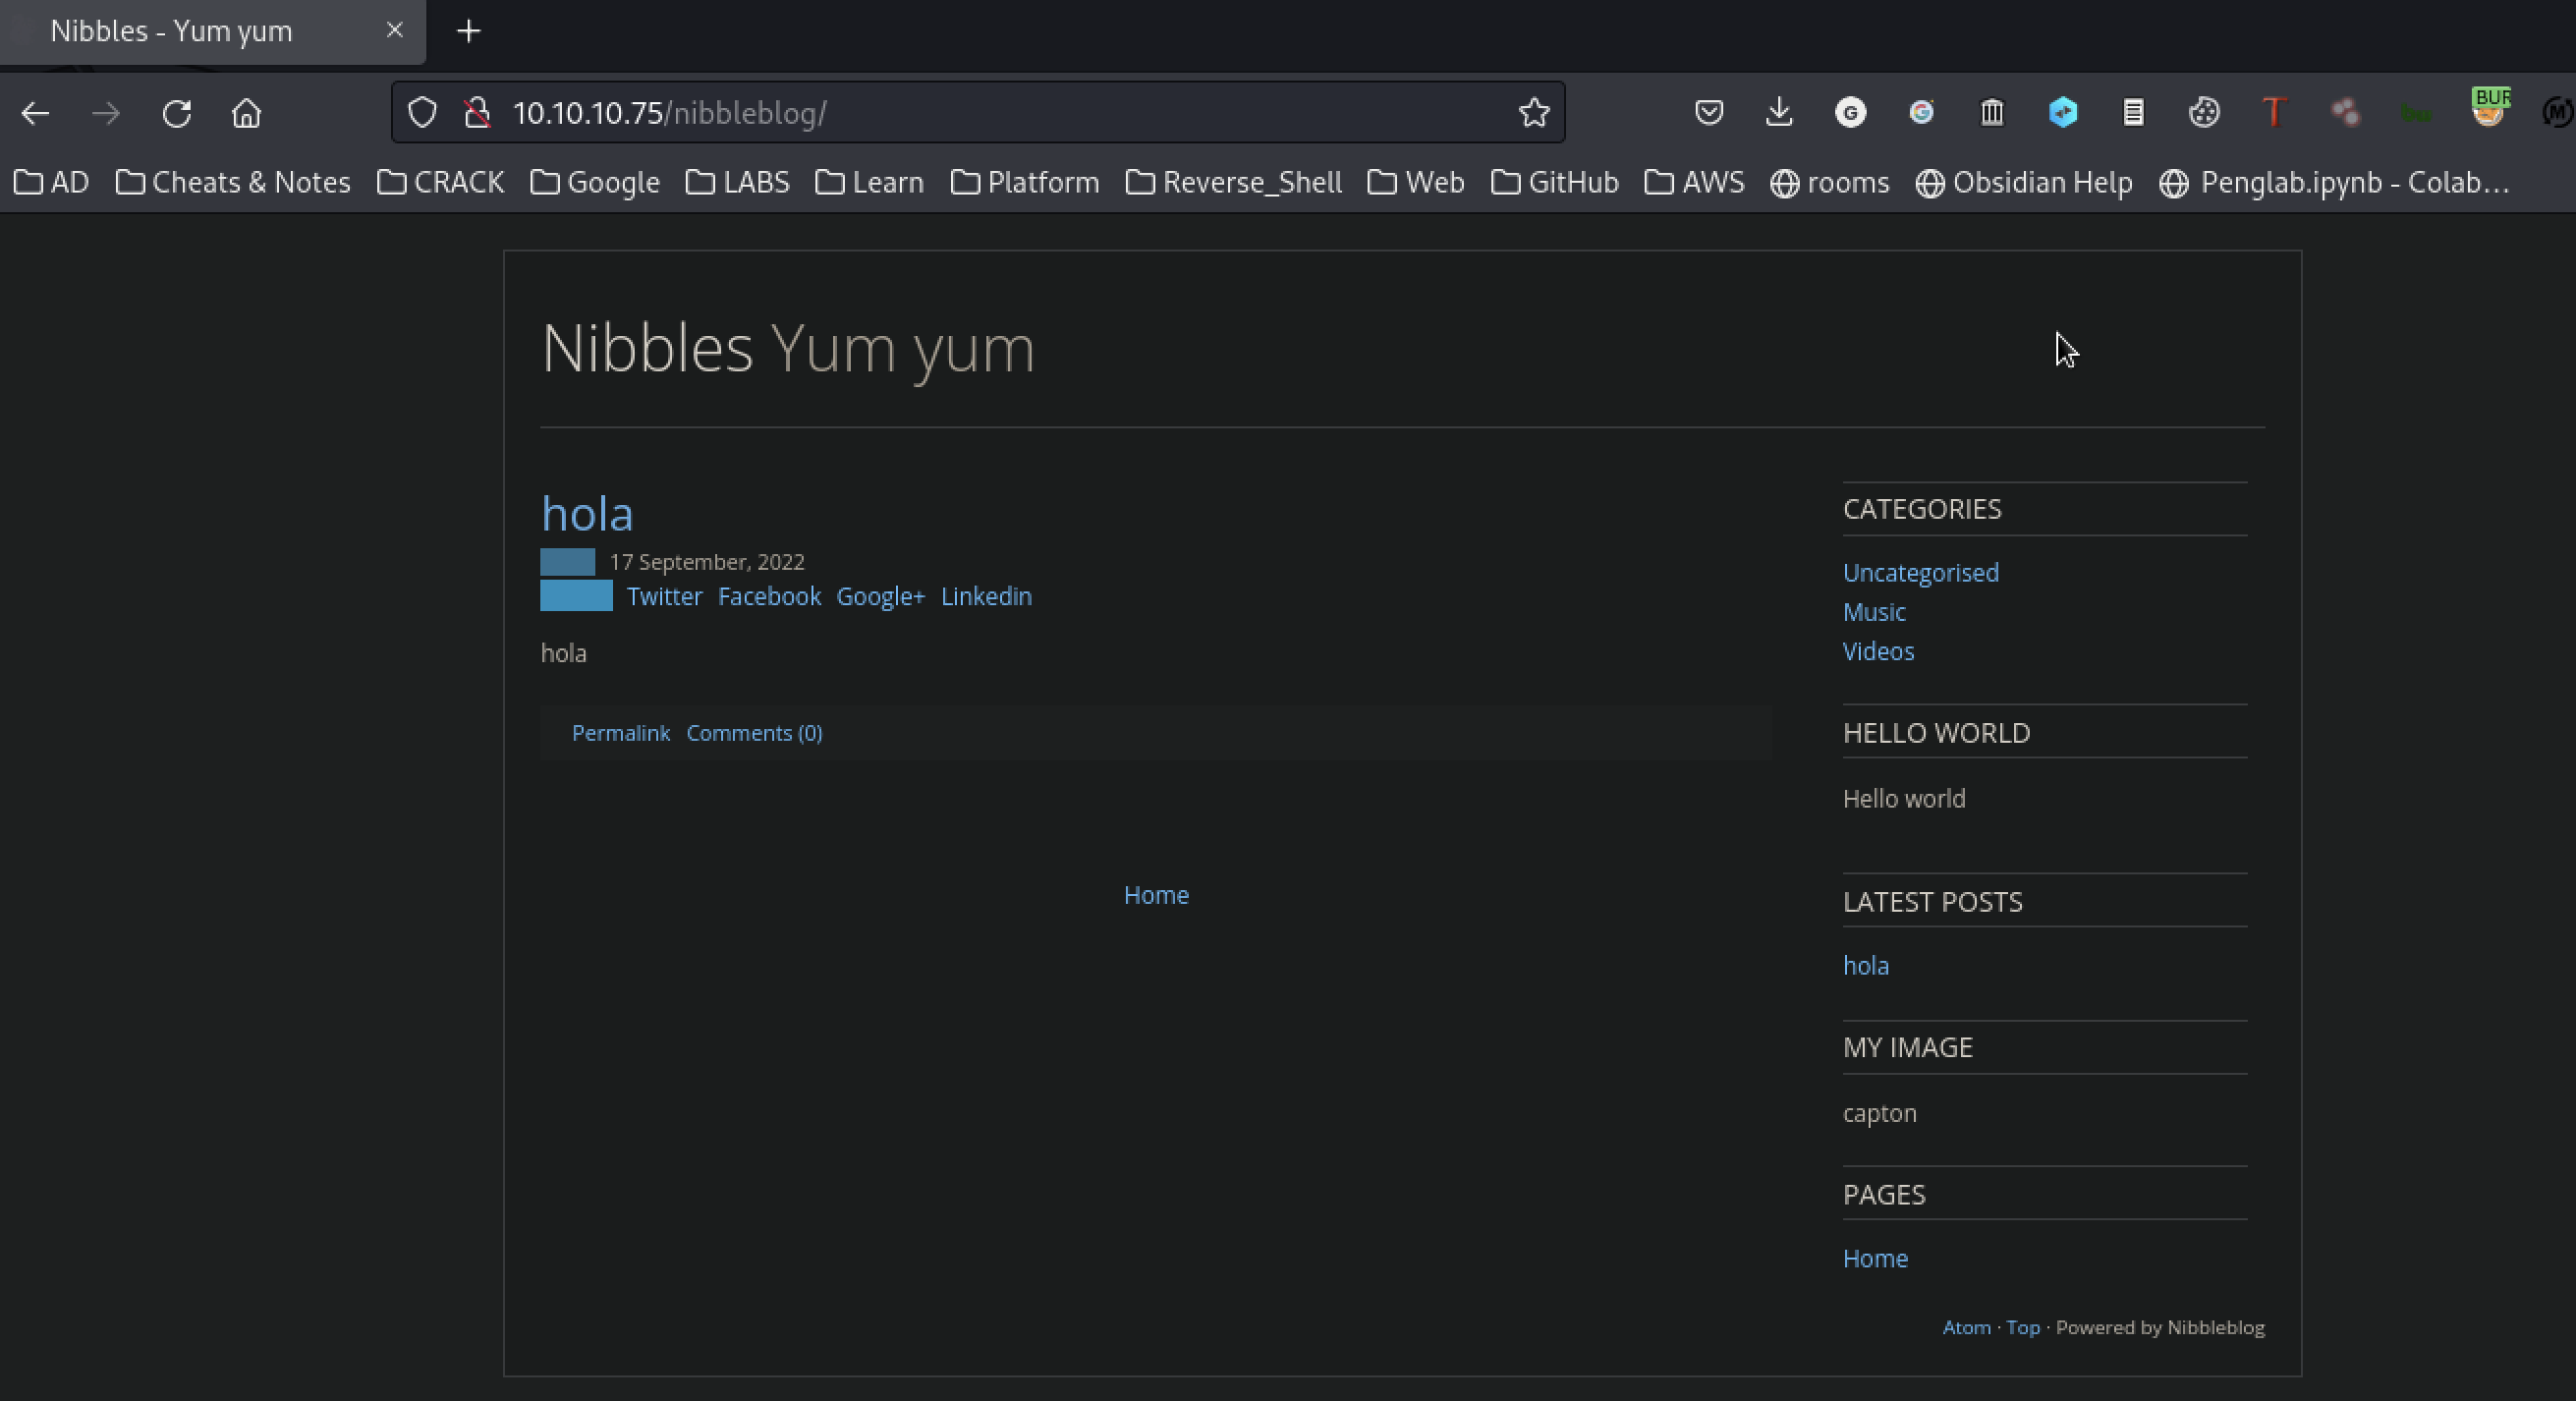 Nibbles - Yum yum
10.10.10.75/nibbleblog/
G
G
T
BUR
M
AD Cheats & Notes CRACK Google LABS Learn Platform Reverse_Shell Web GitHub AWS rooms Obsidian Help Penglab.ipynb - Colab...
Nibbles Yum yum
hola
17 September, 2022
Twitter Facebook Google+ Linkedin
hola
Permalink Comments (0)
Home
CATEGORIES
Uncategorised
Music
Videos
HELLO WORLD
Hello world
LATEST POSTS
hola
MY IMAGE
capton
PAGES
Home
Atom · Top · Powered by Nibbleblog